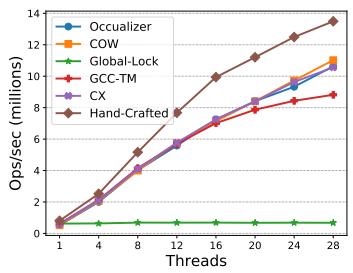 14
12
10
8
6
4
2
0
Ops/sec (millions)
Occualizer
COW
Global-Lock
GCC-TM
CX
Hand-Crafted
1 4 8 12 16 20 24 28
Threads